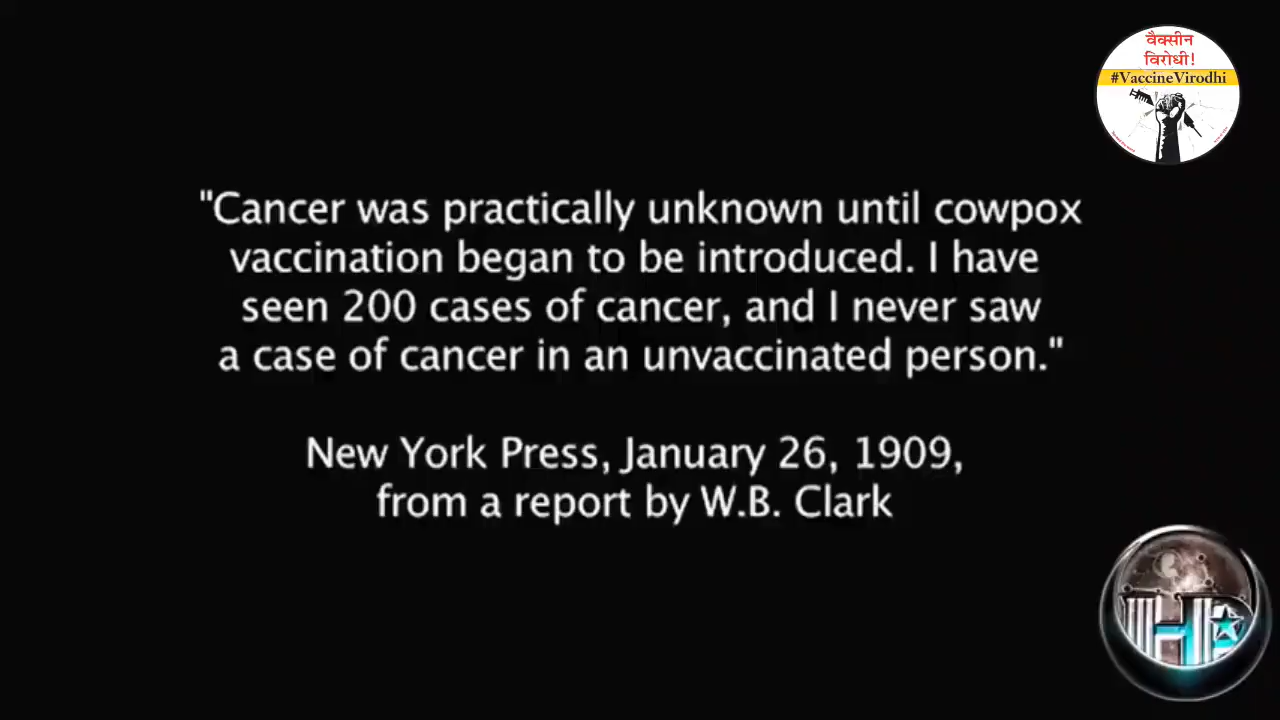 वैक्सीन
विरोधी!
#VaccineVirodhi
"Cancer was practically unknown until cowpox
vaccination began to be introduced. I have
seen 200 cases of cancer, and I never saw
a case of cancer in an unvaccinated person."
New York Press, January 26, 1909,
from a report by W.B. Clark